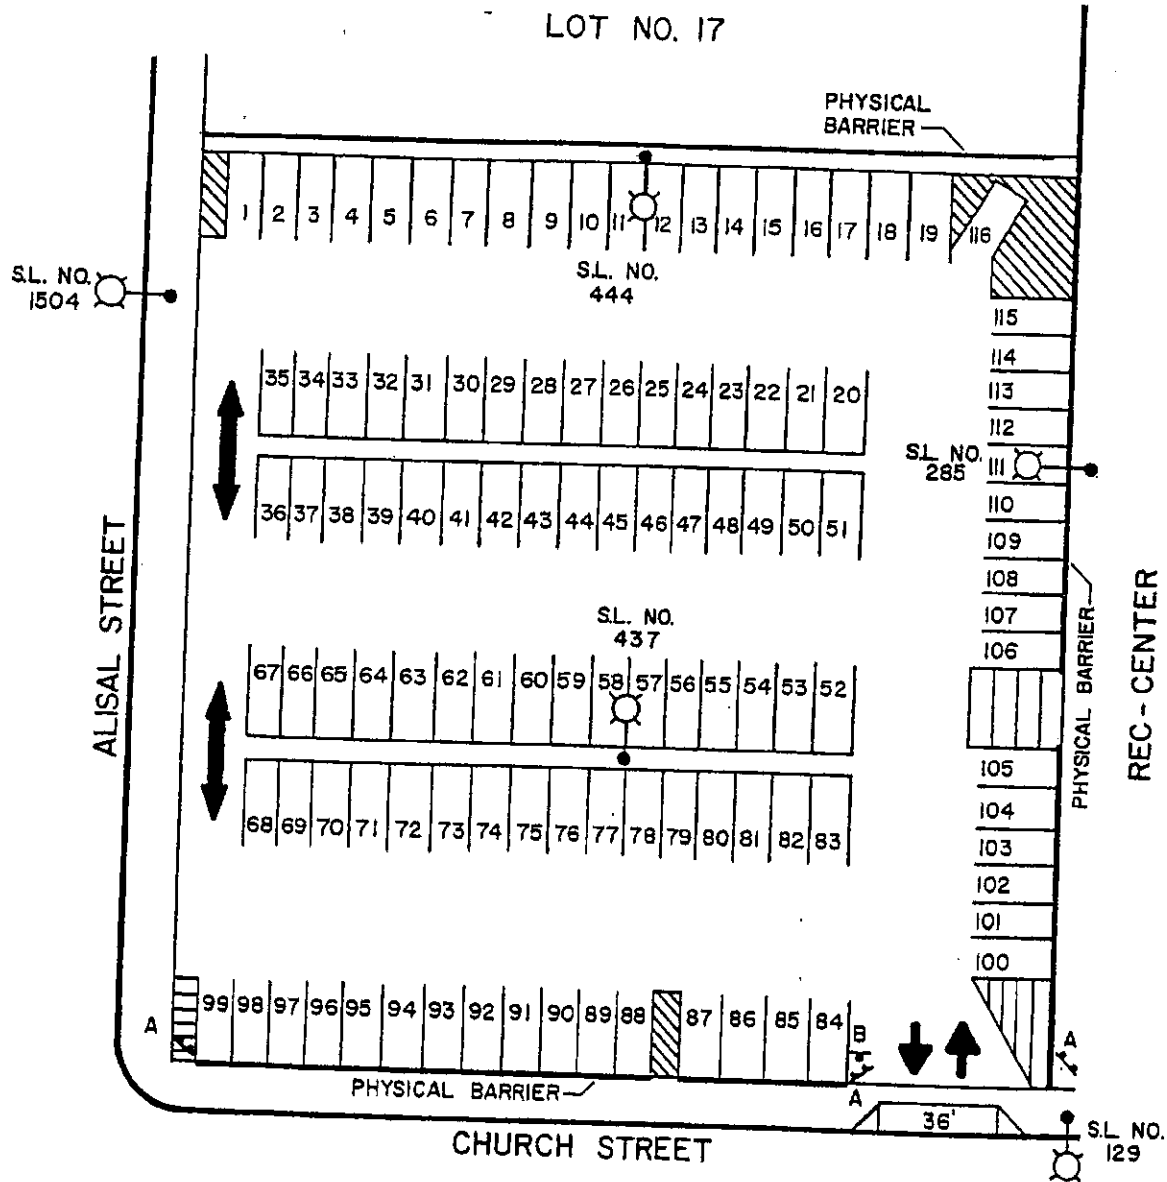 LOT NO. 17
PHYSICAL
BARRIER
1 2 3 4 5 6 7 8 9 10 11 12 13 14 15 16 17 18 19 116
S.L. NO.
1504
S.L. NO.
444
115
114
113
112
111
110
109
108
107
106
35 34 33 32 31 30 29 28 27 26 25 24 23 22 21 20
S.L. NO.
285
36 37 38 39 40 41 42 43 44 45 46 47 48 49 50 51
ALISAL STREET
S.L. NO.
437
67 66 65 64 63 62 61 60 59 58 57 56 55 54 53 52
PHYSICAL BARRIER
REC-CENTER
68 69 70 71 72 73 74 75 76 77 78 79 80 81 82 83
105
104
103
102
101
100
A
99 98 97 96 95 94 93 92 91 90 89 88 87 86 85 84
B
A
A
PHYSICAL BARRIER
36'
CHURCH STREET
S.L. NO.
129